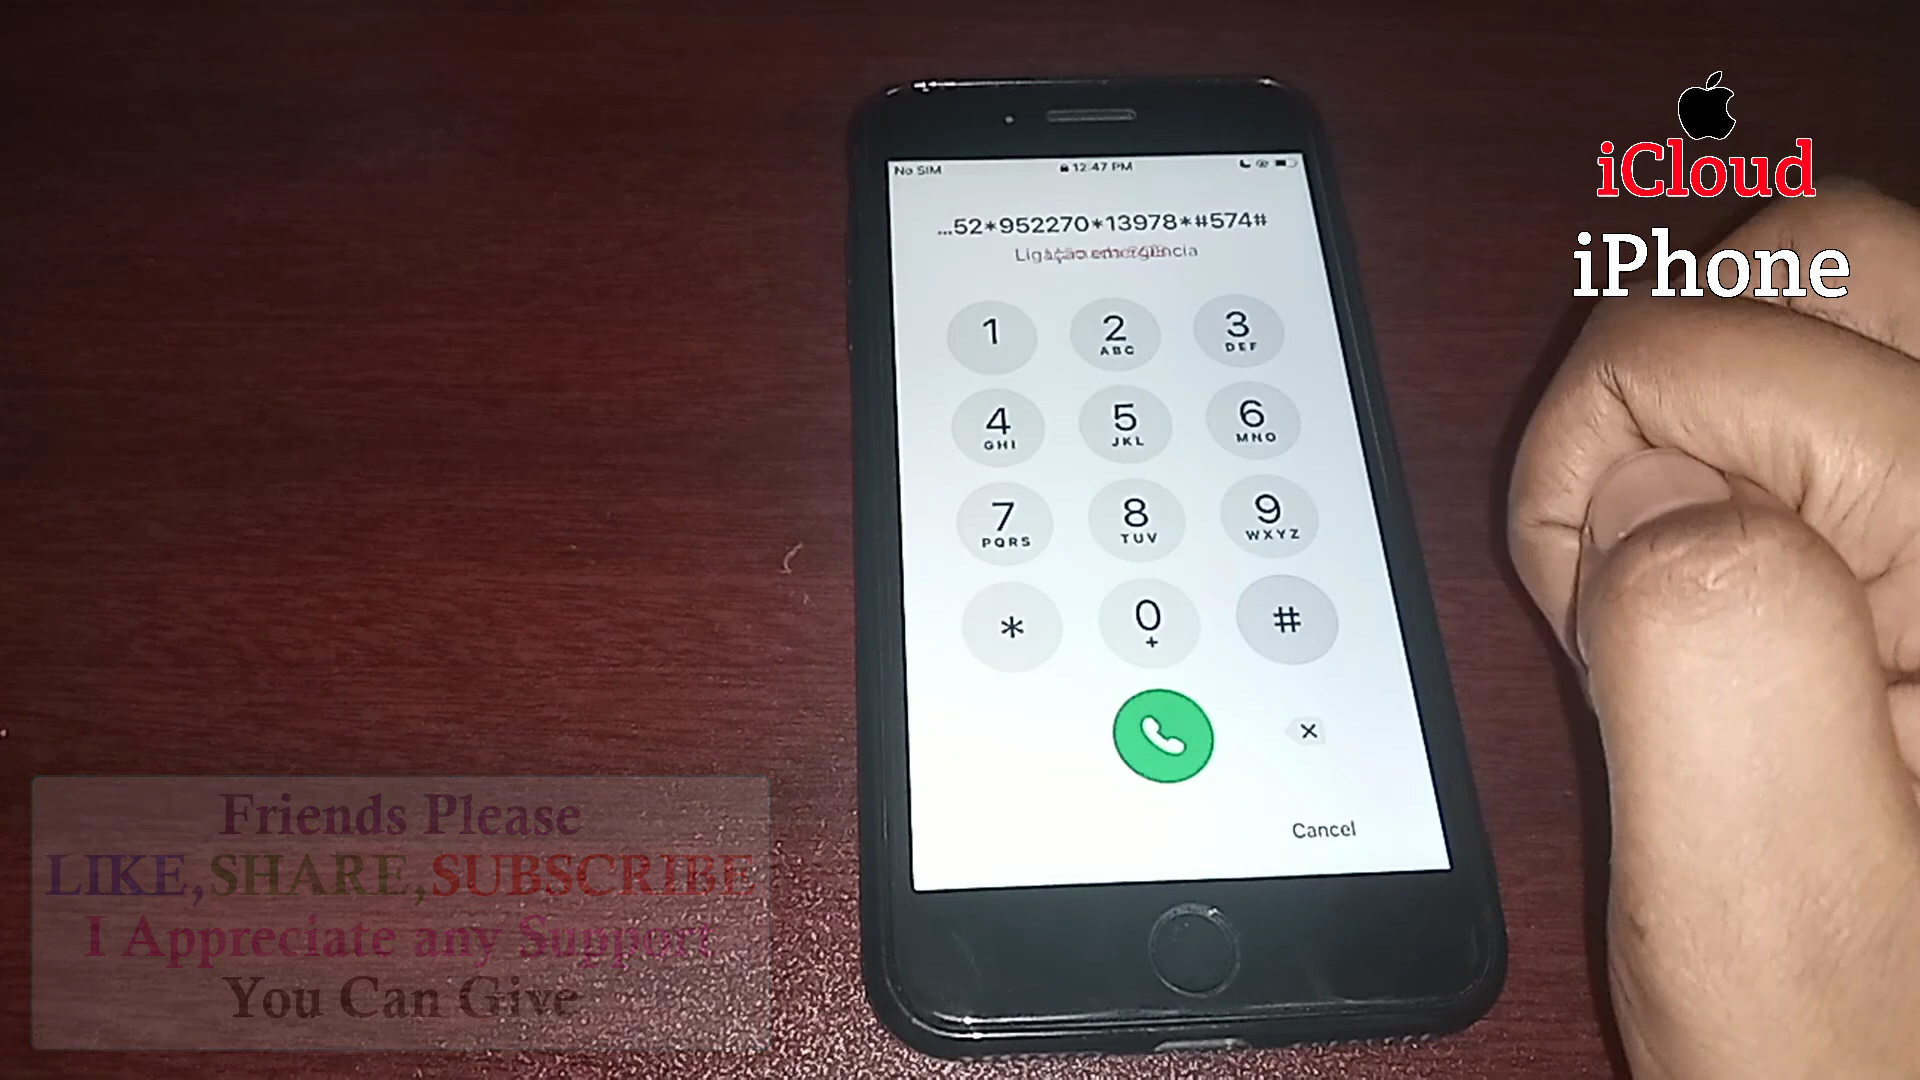 iCloud
iPhone
No SIM
12:47 PM
...52*952270*13978*#574#
1
2
ABC
3
DEF
4
GHI
5
JKL
6
MNO
7
PQRS
8
TUV
9
WXYZ
*
0
+
#
Cancel
Friends Please
LIKE,SHARE,SUBSCRIBE
I Appreciate any Support
You Can Give